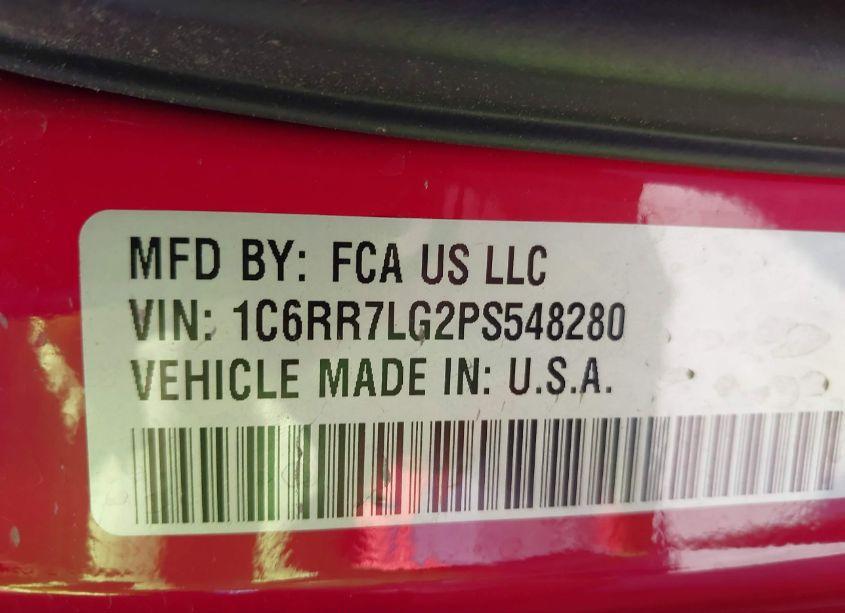 MFD BY: FCA US LLC
VIN: 1C6RR7LG2PS548280
VEHICLE MADE IN: U.S.A.